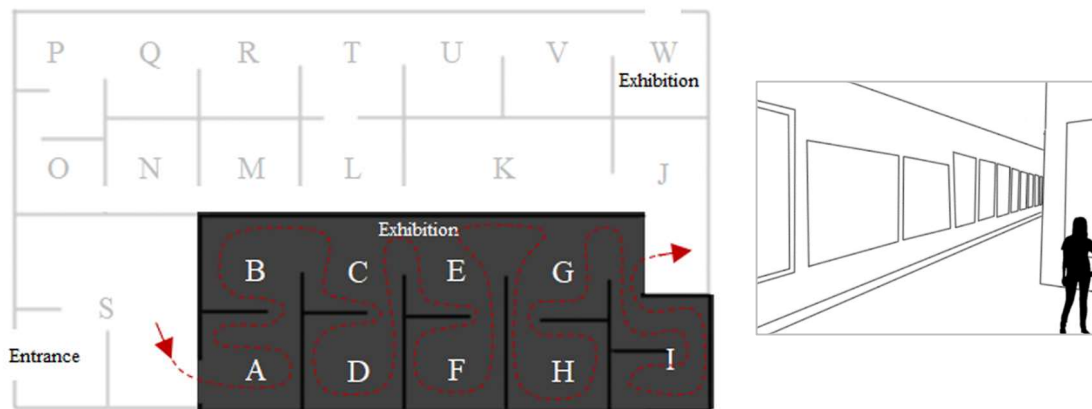 P Q R T U V W
Exhibition
O N M L K J
Exhibition
B C E G
S
Entrance
A D F H I